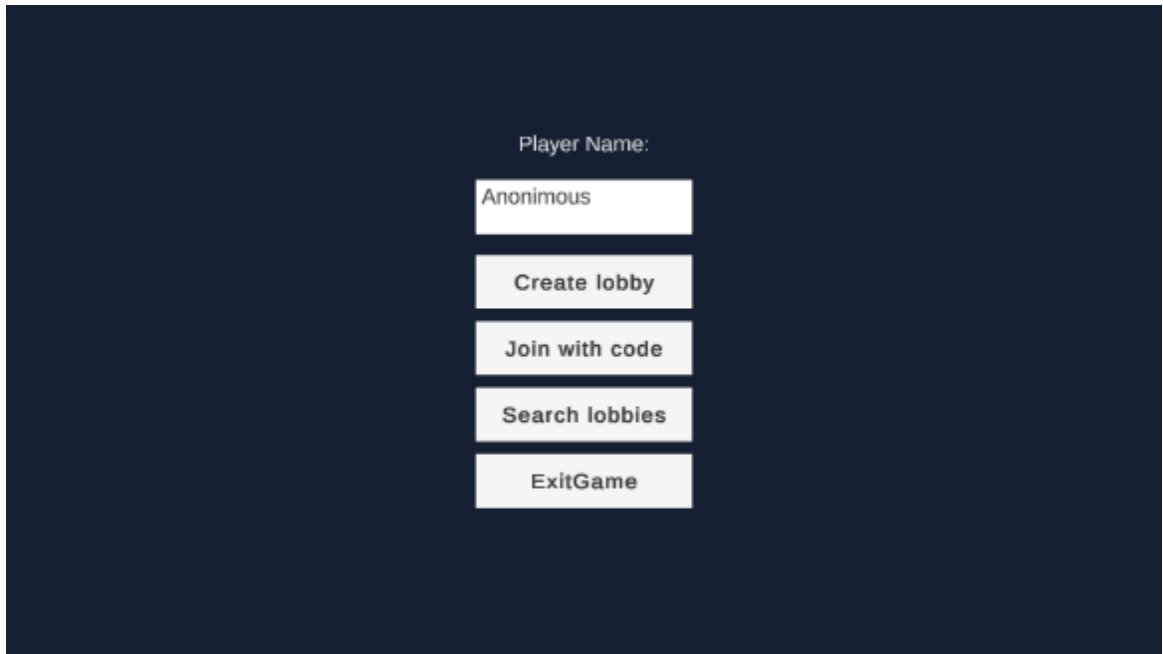 Player Name:
Anonimous
Create lobby
Join with code
Search lobbies
ExitGame